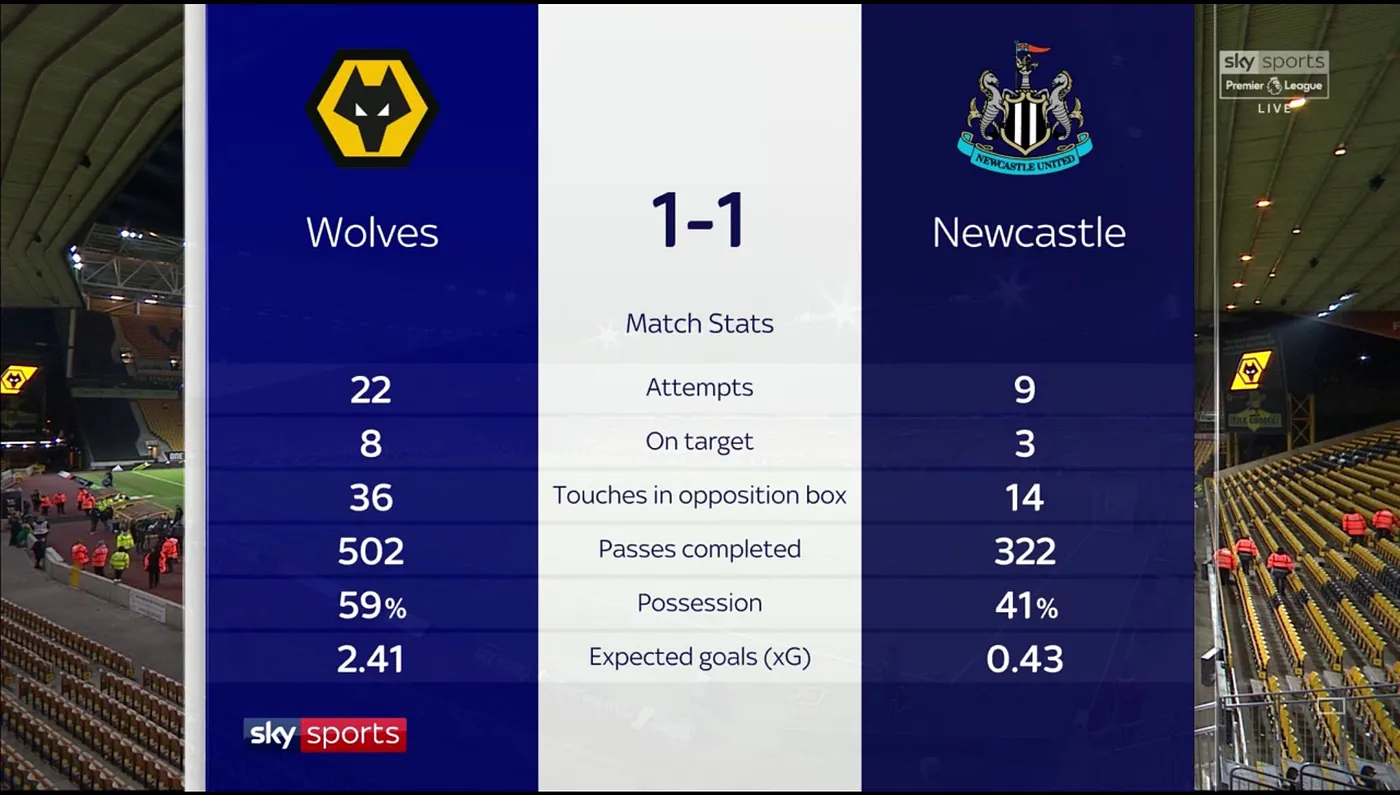 sky sports
Premier League
LIVE
NEWCASTLE UNITED
Wolves 1-1 Newcastle
Match Stats
22 Attempts 9
8 On target 3
36 Touches in opposition box 14
502 Passes completed 322
59% Possession 41%
2.41 Expected goals (xG) 0.43
sky sports